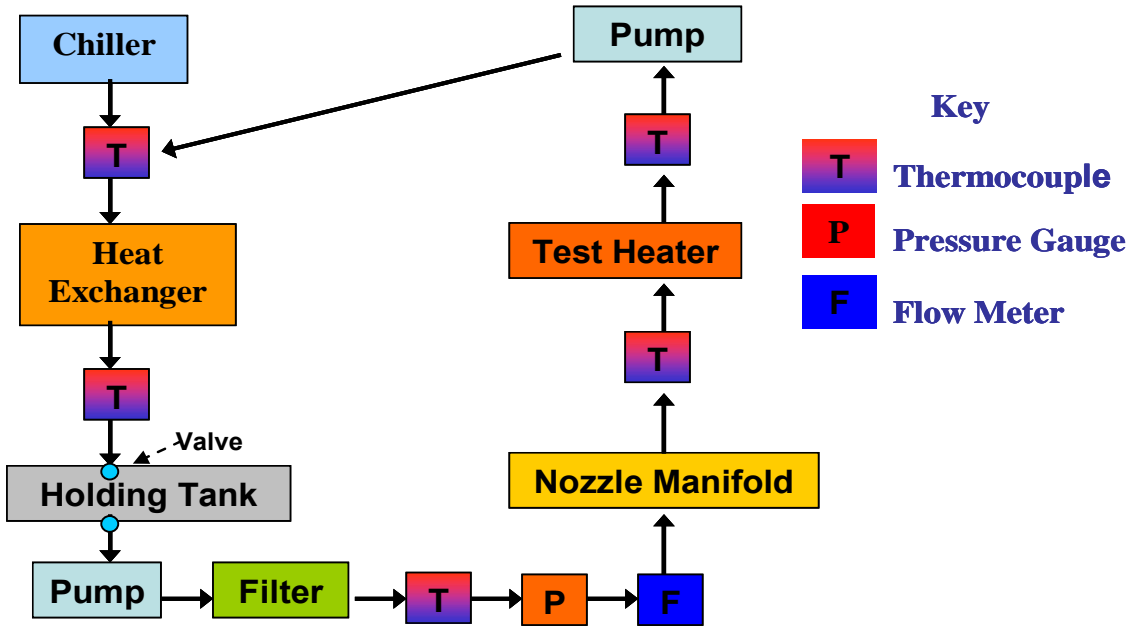 Chiller
T
Heat
Exchanger
T
Valve
Holding Tank
Pump
Filter
T
P
F
Nozzle Manifold
T
Test Heater
T
Pump
Key
T
Thermocouple
P
Pressure Gauge
F
Flow Meter